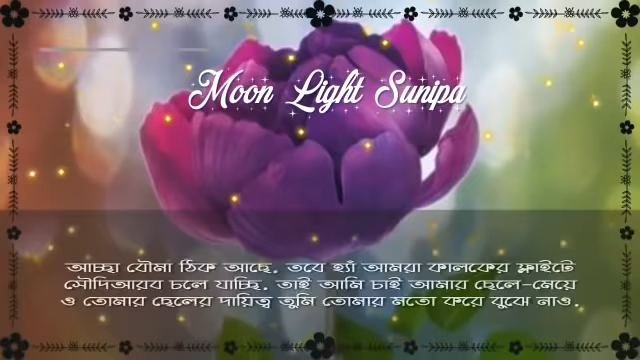 Moon Light Sunipa
আচ্ছা বৌমা ঠিক আছে. তবে হ্যাঁ আমরা কালকের ফ্লাইটে
সৌদিআরব চলে যাচ্ছি. তাই আমি চাই আমার ছেলে-মেয়ে
ও তোমার ছেলের দায়িত্ব তুমি তোমার মতো করে বুঝে নাও.